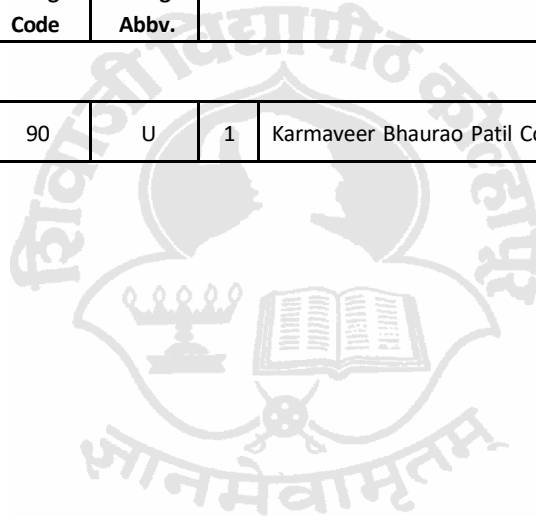 Code Abbv.
90 U 1 Karmaveer Bhaurao Patil Co
शिवाजी विद्यापीठ कोल्हापूर
ज्ञानमेवामृतम्